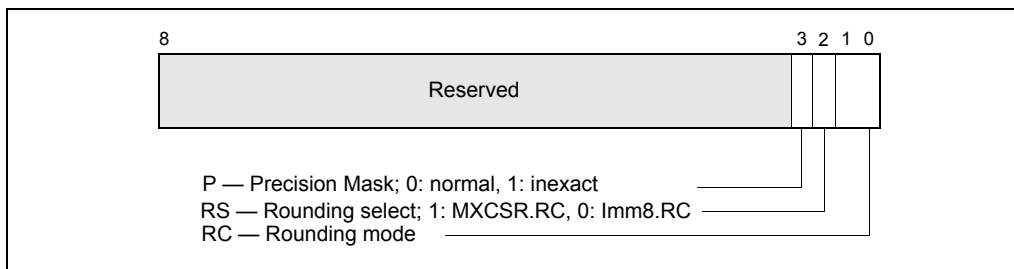 8 3 2 1 0
Reserved
P — Precision Mask; 0: normal, 1: inexact
RS — Rounding select; 1: MXCSR.RC, 0: Imm8.RC
RC — Rounding mode